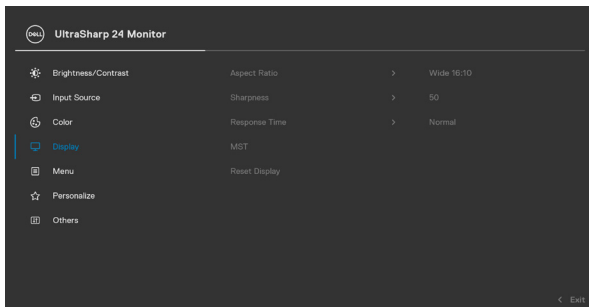 DELL UltraSharp 24 Monitor
Brightness/Contrast Aspect Ratio > Wide 16:10
Input Source Sharpness > 50
Color Response Time > Normal
Display MST
Menu Reset Display
Personalize
Others
< Exit